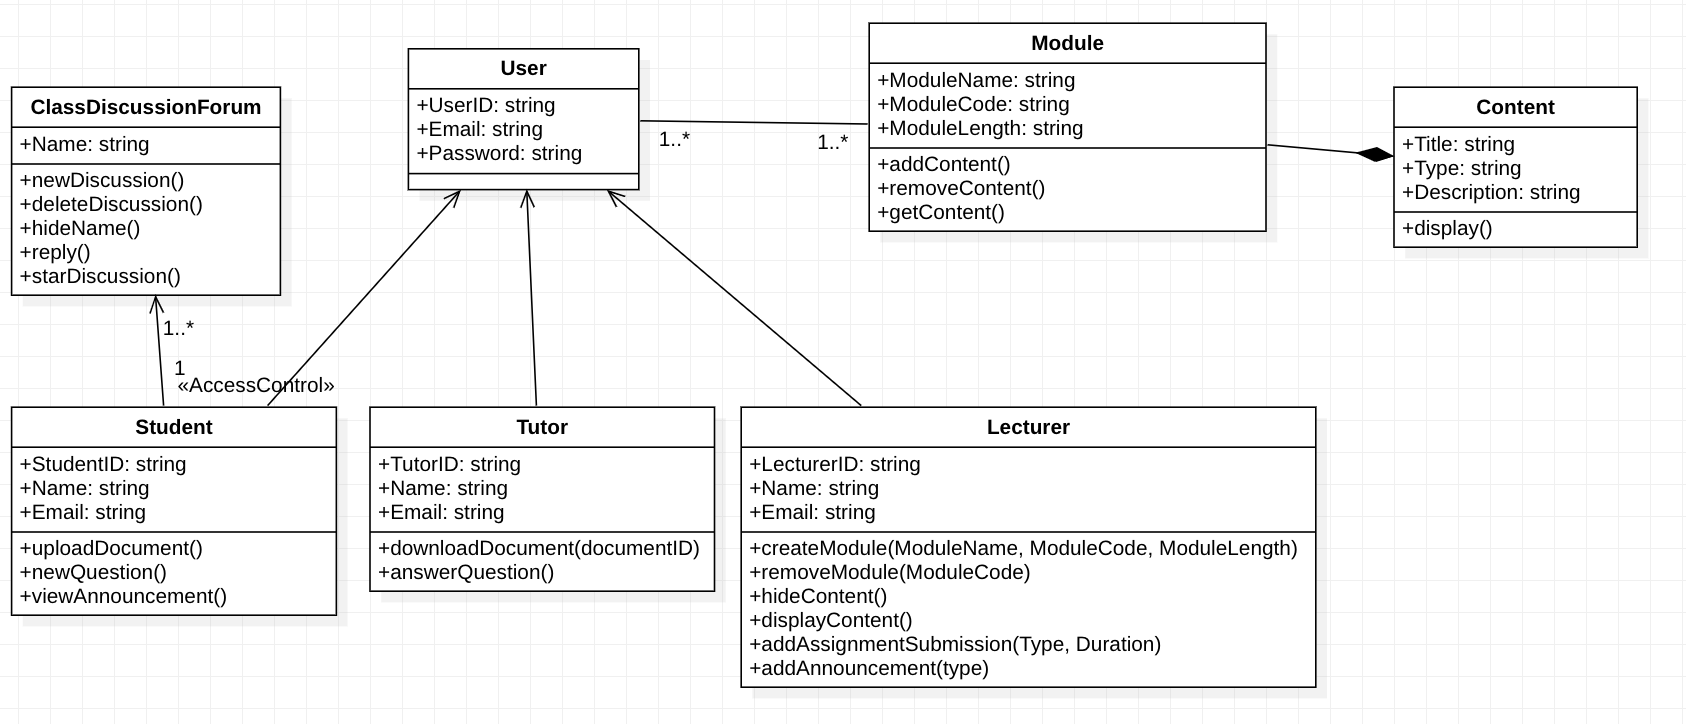 ClassDiscussionForum
+Name: string
+newDiscussion()
+deleteDiscussion()
+hideName()
+reply()
+starDiscussion()
User
+UserID: string
+Email: string
+Password: string
1..*
1..*
Module
+ModuleName: string
+ModuleCode: string
+ModuleLength: string
+addContent()
+removeContent()
+getContent()
Content
+Title: string
+Type: string
+Description: string
+display()
1..*
1
«AccessControl»
Student
+StudentID: string
+Name: string
+Email: string
+uploadDocument()
+newQuestion()
+viewAnnouncement()
Tutor
+TutorID: string
+Name: string
+Email: string
+downloadDocument(documentID)
+answerQuestion()
Lecturer
+LecturerID: string
+Name: string
+Email: string
+createModule(ModuleName, ModuleCode, ModuleLength)
+removeModule(ModuleCode)
+hideContent()
+displayContent()
+addAssignmentSubmission(Type, Duration)
+addAnnouncement(type)